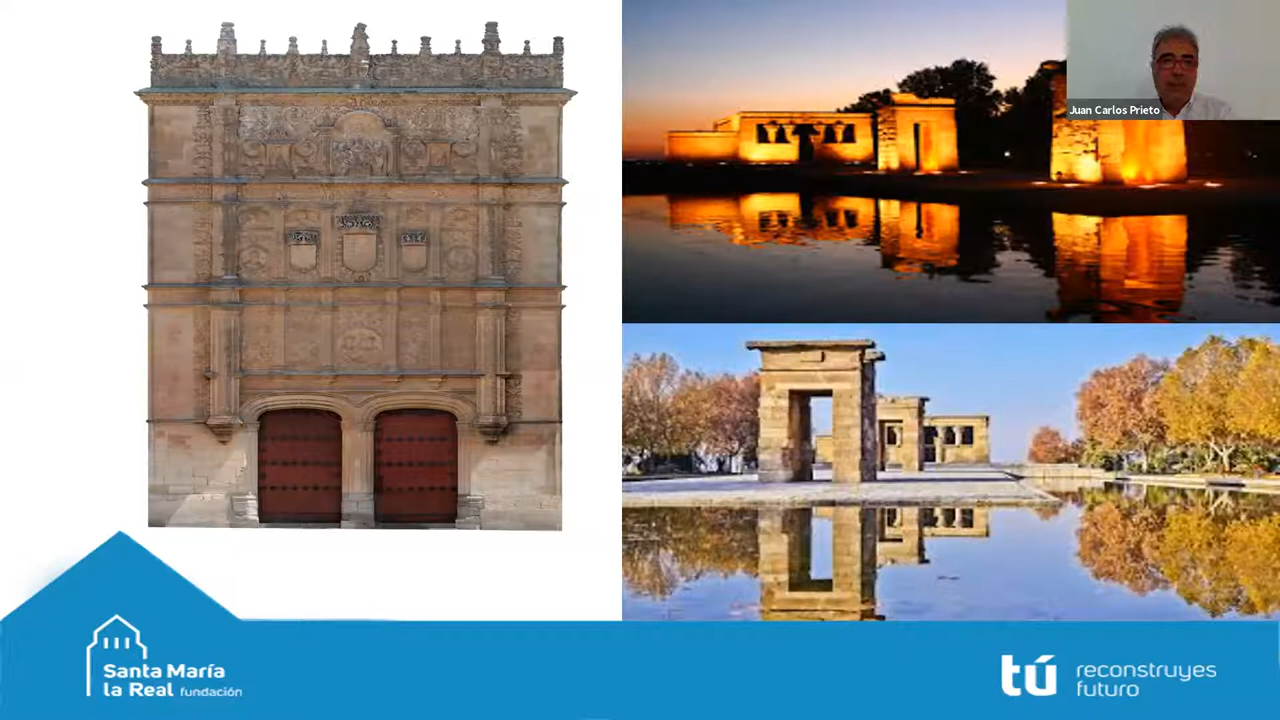 Juan Carlos Prieto
Santa María
la Real fundación
tú reconstruyes
futuro